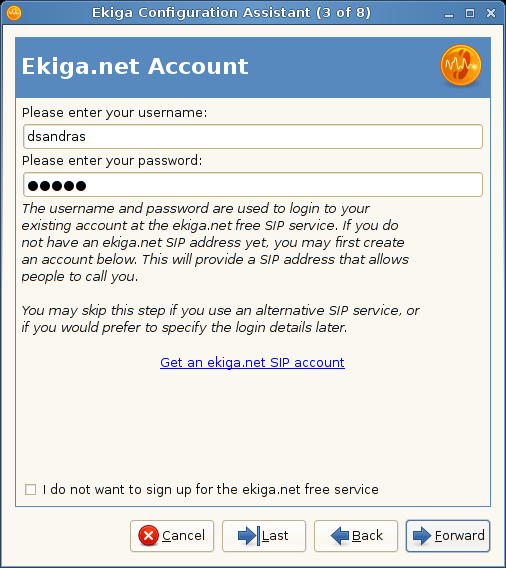 Ekiga Configuration Assistant (3 of 8)
Ekiga.net Account
Please enter your username:
dsandras
Please enter your password:
●●●●●
The username and password are used to login to your
existing account at the ekiga.net free SIP service. If you do
not have an ekiga.net SIP address yet, you may first create
an account below. This will provide a SIP address that allows
people to call you.
You may skip this step if you use an alternative SIP service, or
if you would prefer to specify the login details later.
Get an ekiga.net SIP account
I do not want to sign up for the ekiga.net free service
Cancel
Last
Back
Forward